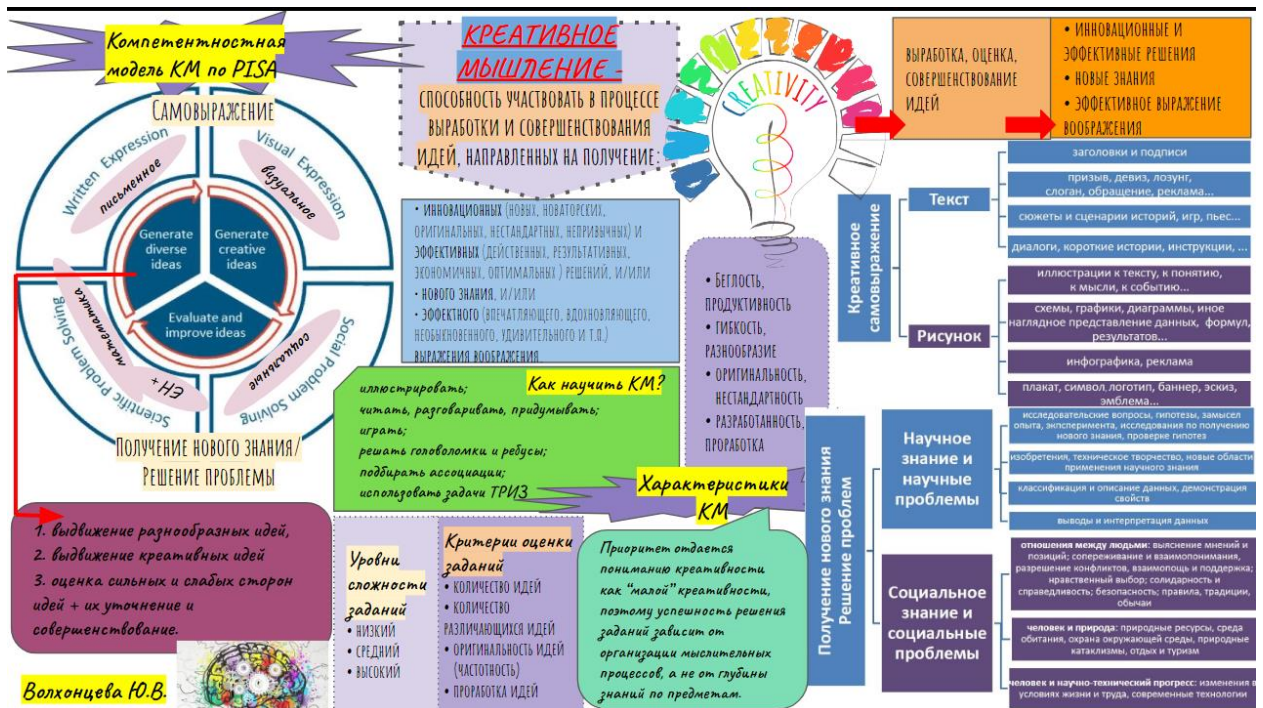 Компетентностная
модель КМ по PISA
Самовыражение
Written Expression
письменное
Visual Expression
визуальное
Generate
diverse
ideas
Generate
creative
ideas
Evaluate and
improve ideas
Scientific Problem Solving
математика
ЕН+
Social Problem Solving
социальные
Получение нового знания/
Решение проблемы
1. выдвижение разнообразных идей,
2. выдвижение креативных идей
3. оценка сильных и слабых сторон
идей + их уточнение и
совершенствование.
Волхонцева Ю.В.
КРЕАТИВНОЕ
МЫШЛЕНИЕ -
способность участвовать в процессе
выработки и совершенствования
идей, направленных на получение:
• инновационных (новых, новаторских,
оригинальных, нестандартных, непривычных) и
эффективных (действенных, результативных,
экономичных, оптимальных ) решений, и/или
• нового знания, и/или
• эффектного (впечатляющего, вдохновляющего,
необыкновенного, удивительного и т.п.)
выражения воображения
Как научить КМ?
иллюстрировать;
читать, разговаривать, придумывать;
играть;
решать головоломки и ребусы;
подбирать ассоциации;
использовать задачи ТРИЗ
Уровни
сложности
заданий
• низкий
• средний
• высокий
Критерии оценки
заданий
• количество идей
• количество
различающихся идей
• оригинальность идей
(частотность)
• проработка идей
CREATIVITY
• Беглость,
продуктивность
• гибкость,
разнообразие
• оригинальность,
нестандартность
• разработанность,
проработка
Характеристики
КМ
Приоритет отдается
пониманию креативности
как “малой” креативности,
поэтому успешность решения
заданий зависит от
организации мыслительных
процессов, а не от глубины
знаний по предметам.
выработка, оценка,
совершенствование
идей
• инновационные и
эффективные решения
• новые знания
• эффективное выражение
воображения
Креативное
самовыражение
Текст
заголовки и подписи
призыв, девиз, лозунг,
слоган, обращение, реклама...
сюжеты и сценарии историй, игр, пьес...
диалоги, короткие истории, инструкции, ...
Рисунок
иллюстрации к тексту, к понятию,
к мысли, к событию...
схемы, графики, диаграммы, иное
наглядное представление данных, формул,
результатов...
инфографика, реклама
плакат, символ,логотип, баннер, эскиз,
эмблема...
Получение нового знания
Решение проблем
Научное
знание и
научные
проблемы
исследовательские вопросы, гипотезы, замысел
опыта, экпсперимента, исследования по получению
нового знания, проверке гипотез
изобретения, техническое творчество, новые области
применения научного знания
классификация и описание данных, демонстрация
свойств
выводы и интерпретация данных
Социальное
знание и
социальные
проблемы
отношения между людьми: выяснение мнений и
позиций; сопереживание и взаимопонимания,
разрешение конфликтов, взаимопощь и поддержка;
нравственный выбор; солидарность и
справедливость; безопасность; правила, традиции,
обычаи
человек и природа: природные ресурсы, среда
обитания, охрана окружающей среды, природные
катаклизмы, отдых и туризм
человек и научно-технический прогресс: изменения в
условиях жизни и труда, современные технологии